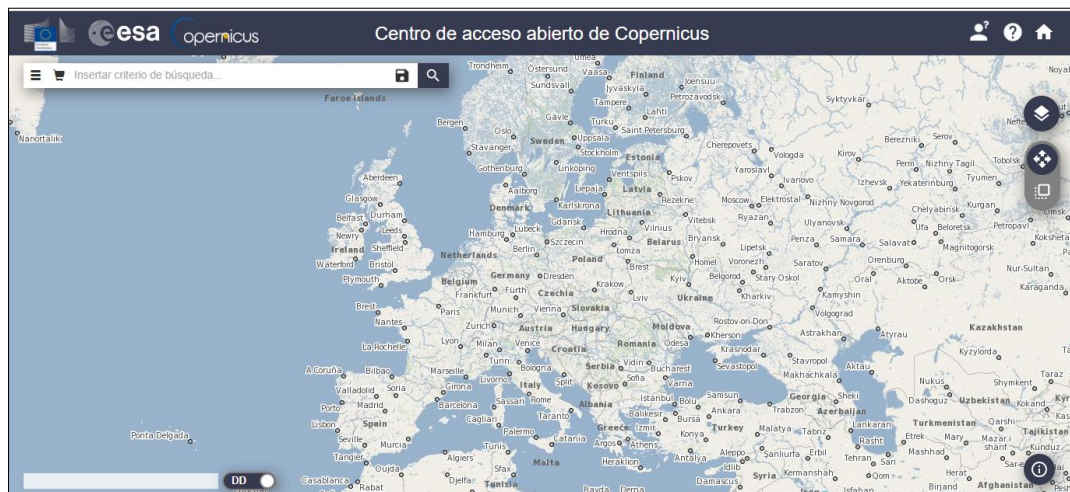 esa
opernicus
Centro de acceso abierto de Copernicus
Insertar criterio de búsqueda...
Trondheim
Östersund
Umeå
Vaasa
Finland
Joensuu
Sundsvall
Jyväskylä
Petrozavodsk
Syktyvkar
Faroe Islands
Tampere
Lahti
Gävle
Turku
Saint Petersburg
Bergen
Oslo
Sweden
Uppsala
Cherepovets
Berezniki
Serov
Nanortalik
Stavanger
Stockholm
Estonia
Vologda
Kirov
Perm
Nizhny Tagil
Tobolsk
Gothenburg
Linköping
Ventspils
Pskov
Yaroslavl
Ivanovo
Izhevsk
Yekaterinburg
Tyumen
Aberdeen
Aalborg
Liepaja
Latvia
Rezekne
Moscow
Elektrostal
Nizhny Novgorod
Glasgow
Denmark
Karlskrona
Lithuania
Chelyabinsk
Kurgan
Omsk
Belfast
Durham
Gdansk
Vilnius
Vitebsk
Ryazan
Ulyanovsk
Ufa
Beloretsk
Petropavl
Newry
Leeds
Hamburg
Lubeck
Hrodna
Belarus
Bryansk
Penza
Samara
Salavat
Magnitogorsk
Koksheta
Ireland
Sheffield
Berlin
Szczecin
Łomza
Lipetsk
Waterford
Bristol
Netherlands
Poland
Brest
Homel
Voronezh
Saratov
Orenburg
Nur-Sultan
Plymouth
Belgium
Germany
Dresden
Krakow
Kyiv
Belgorod
Stary Oskol
Oral
Aktobe
Orsk
Karaganda
Frankfurt
Fürth
Czechia
Lviv
Ukraine
Kharkiv
Kamyshin
Brest
Paris
Munich
Vienna
Slovakia
Volgograd
Nantes
Zurich
Austria
Hungary
Moldova
Rostov-on-Don
Kherson
Astrakhan
Atyrau
Kazakhstan
La Rochelle
Lyon
Milan
Venice
Croatia
Romania
Odesa
Krasnodar
Kyzylorda
A Coruña
Bilbao
Marseille
Turin
Bologna
Serbia
Vidin
Bucharest
Sevastopol
Stavropol
Makhachkala
Aktau
Taraz
Valladolid
Soria
Girona
Livorno
Italy
Split
Kosovo
Sofia
Varna
Georgia
Sheki
Nukus
Shymkent
Porto
Madrid
Barcelona
Sassari
Rome
Albania
Istanbul
Bolu
Samsun
Trabzon
Azerbaijan
Dashoguz
Uzbekistan
Kokand
Lisbon
Spain
Cagliari
Taranto
Balıkesir
Bursa
Ankara
Lankaran
Turkmenistan
Qarshi
Ponta Delgada
Seville
Murcia
Palermo
Catania
Greece
Izmir
Konya
Turkey
Malatya
Tabriz
Rasht
Etrek
Mary
Mazari sharif
Tajikistan
Kunduz
Tangier
Algiers
Tunis
Argos
Athens
Antalya
Aleppo
Şanlıurfa
Erbil
Tehran
Sari
Mashhad
Oujda
Sfax
Malta
Heraklion
Idlib
Casablanca
Rabat
Djelfa
Tunisia
Bayda
Derna
Damascus
Syria
Kermanshah
Qom
Isfahan
Herat
Birjand
Afghanistan
DD